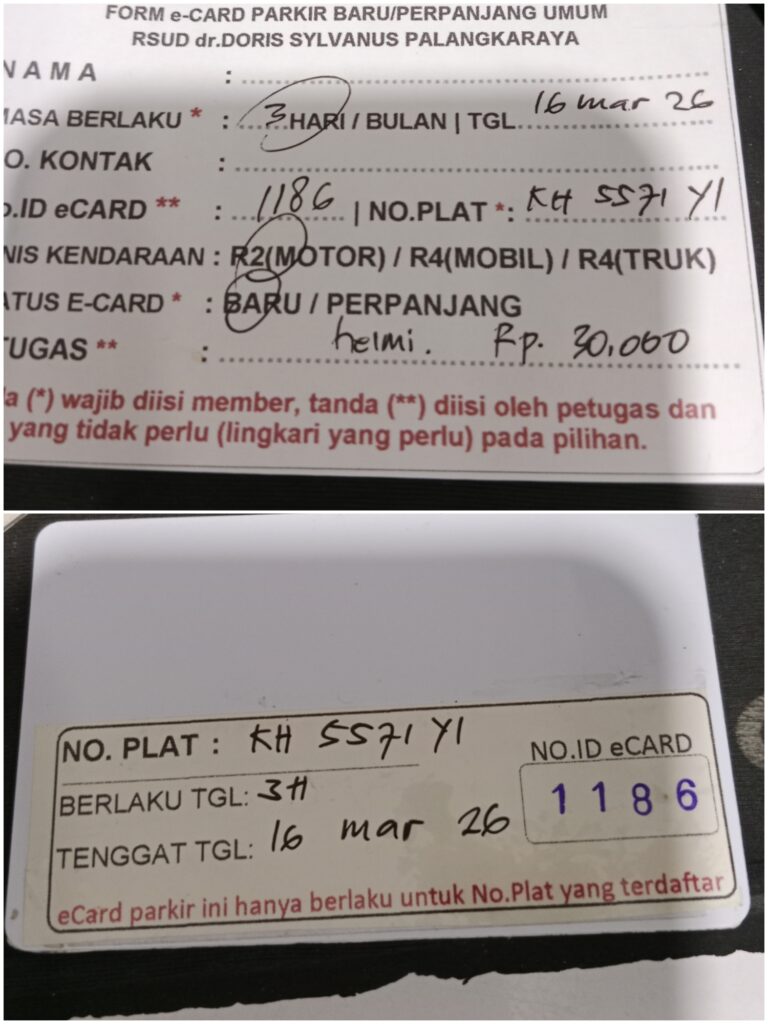 FORM e-CARD PARKIR BARU/PERPANJANG UMUM
RSUD dr.DORIS SYLVANUS PALANGKARAYA
NAMA :
MASA BERLAKU * : 3 HARI / BULAN | TGL. 16 mar 26
O. KONTAK :
o.ID eCARD ** : 1186 | NO.PLAT *: KH 5571 YI
NIS KENDARAAN : R2(MOTOR) / R4(MOBIL) / R4(TRUK)
ATUS E-CARD * : BARU / PERPANJANG
UGAS ** : helmi. Rp. 30,000
a (*) wajib diisi member, tanda (**) diisi oleh petugas dan
yang tidak perlu (lingkari yang perlu) pada pilihan.
NO. PLAT : KH 5571 YI
NO.ID eCARD
BERLAKU TGL: 3H
1186
TENGGAT TGL: 16 mar 26
eCard parkir ini hanya berlaku untuk No.Plat yang terdaftar